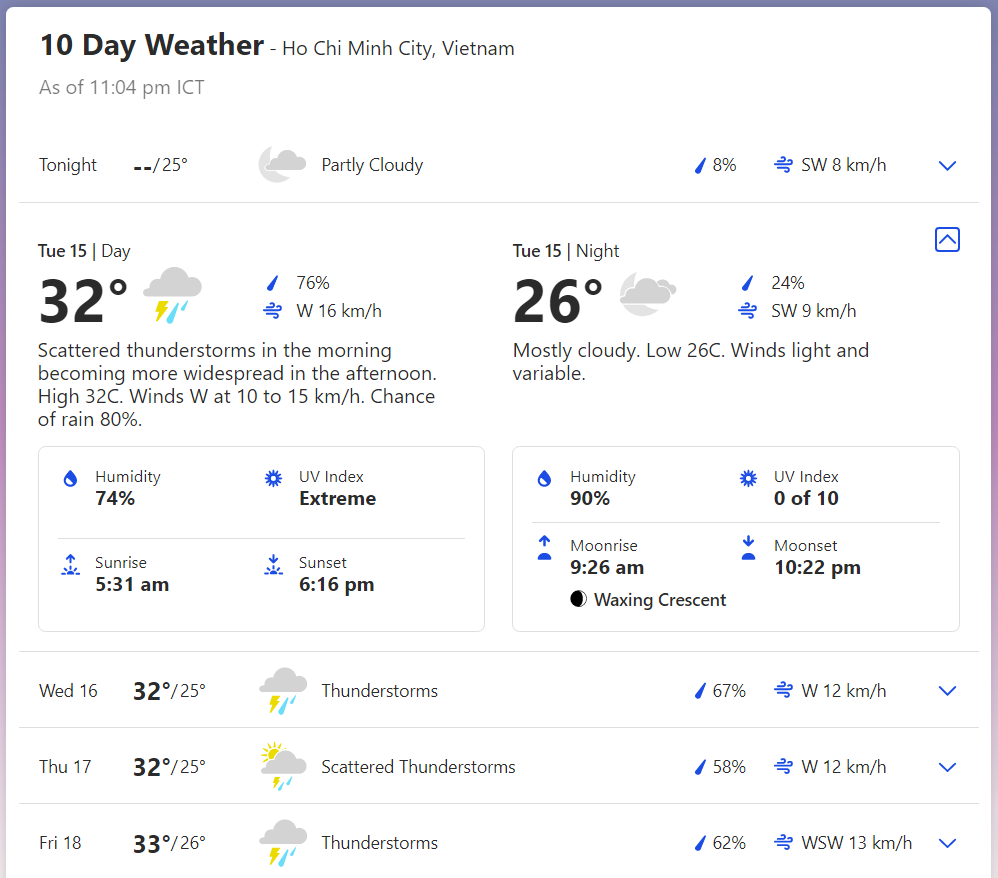 10 Day Weather - Ho Chi Minh City, Vietnam
As of 11:04 pm ICT
Tonight --/25° Partly Cloudy 8% SW 8 km/h
Tue 15 | Day
32° 76%
W 16 km/h
Scattered thunderstorms in the morning
becoming more widespread in the afternoon.
High 32C. Winds W at 10 to 15 km/h. Chance
of rain 80%.
Humidity UV Index
74% Extreme
Sunrise Sunset
5:31 am 6:16 pm
Tue 15 | Night
26° 24%
SW 9 km/h
Mostly cloudy. Low 26C. Winds light and
variable.
Humidity UV Index
90% 0 of 10
Moonrise Moonset
9:26 am 10:22 pm
Waxing Crescent
Wed 16 32°/25° Thunderstorms 67% W 12 km/h
Thu 17 32°/25° Scattered Thunderstorms 58% W 12 km/h
Fri 18 33°/26° Thunderstorms 62% WSW 13 km/h